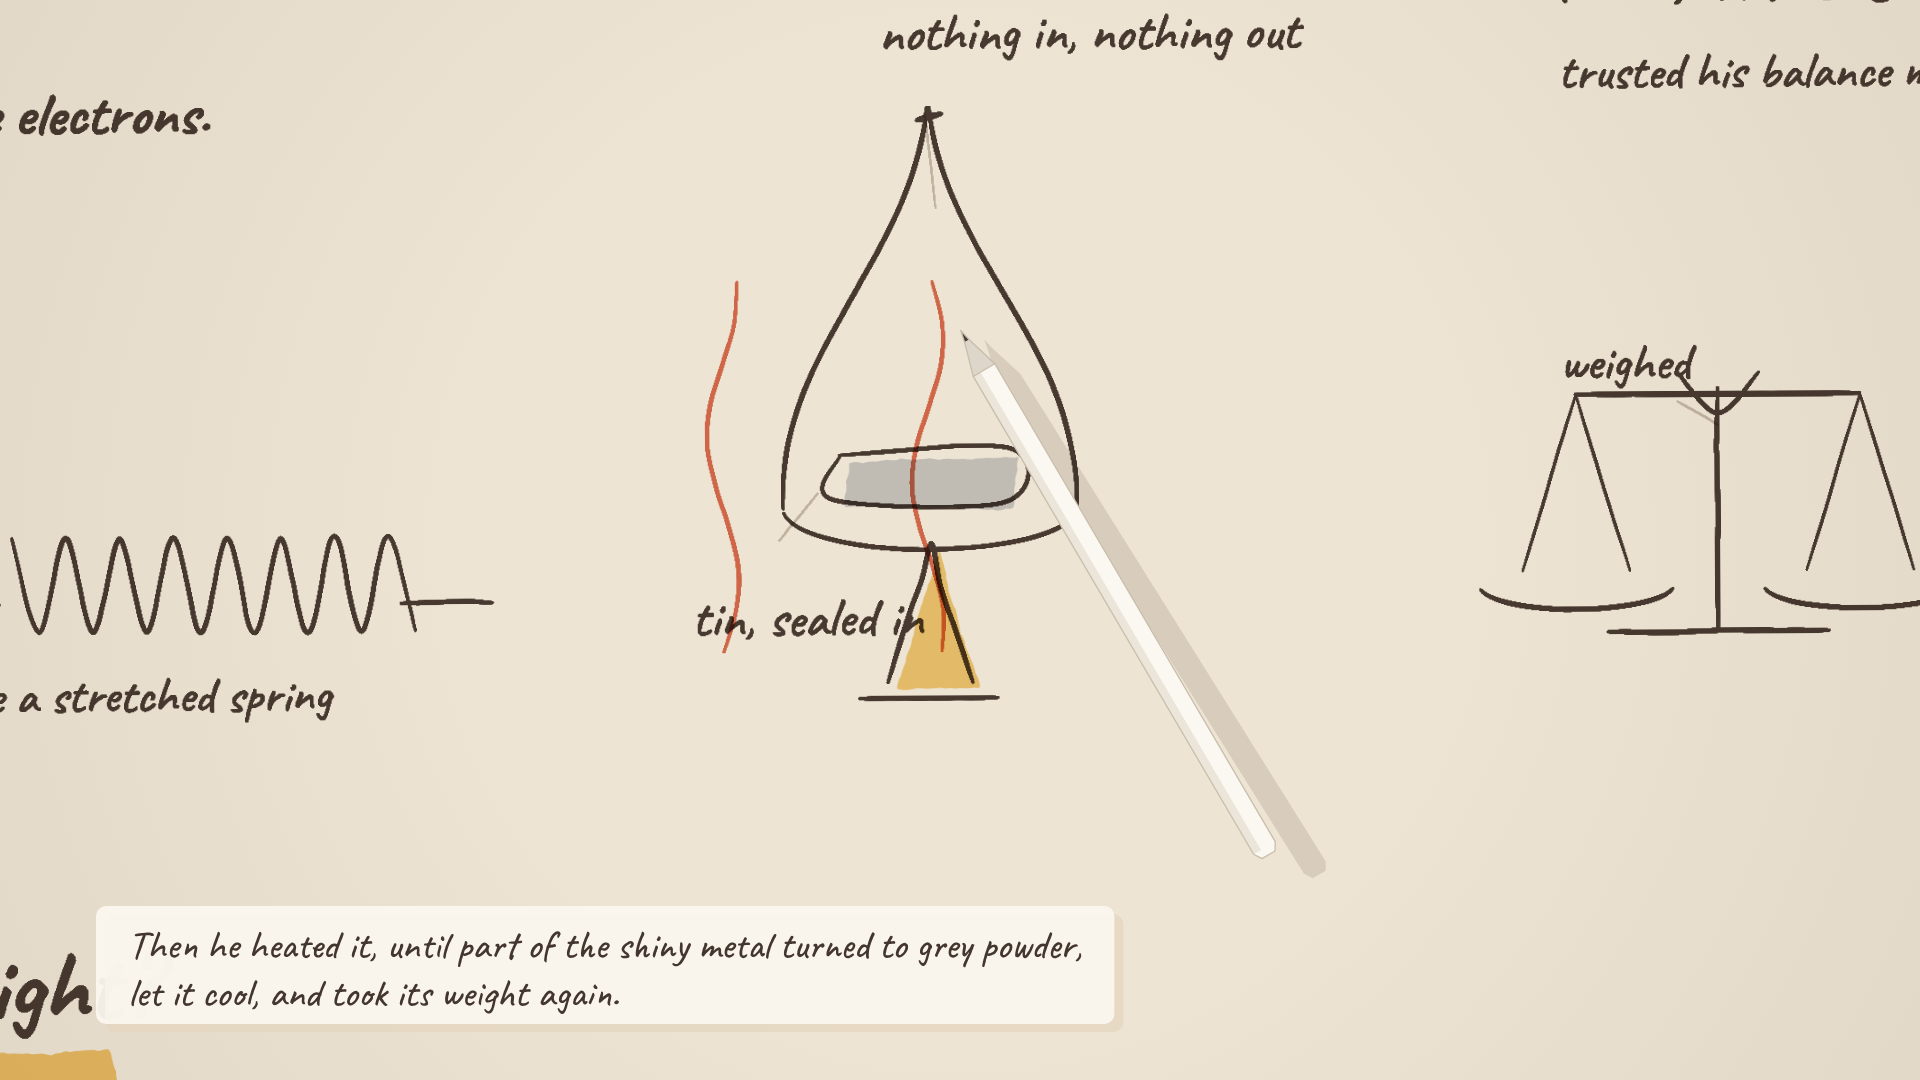 nothing in, nothing out
trusted his balance
electrons.
weighed
tin, sealed in
a stretched spring
Then he heated it, until part of the shiny metal turned to grey powder,
let it cool, and took its weight again.